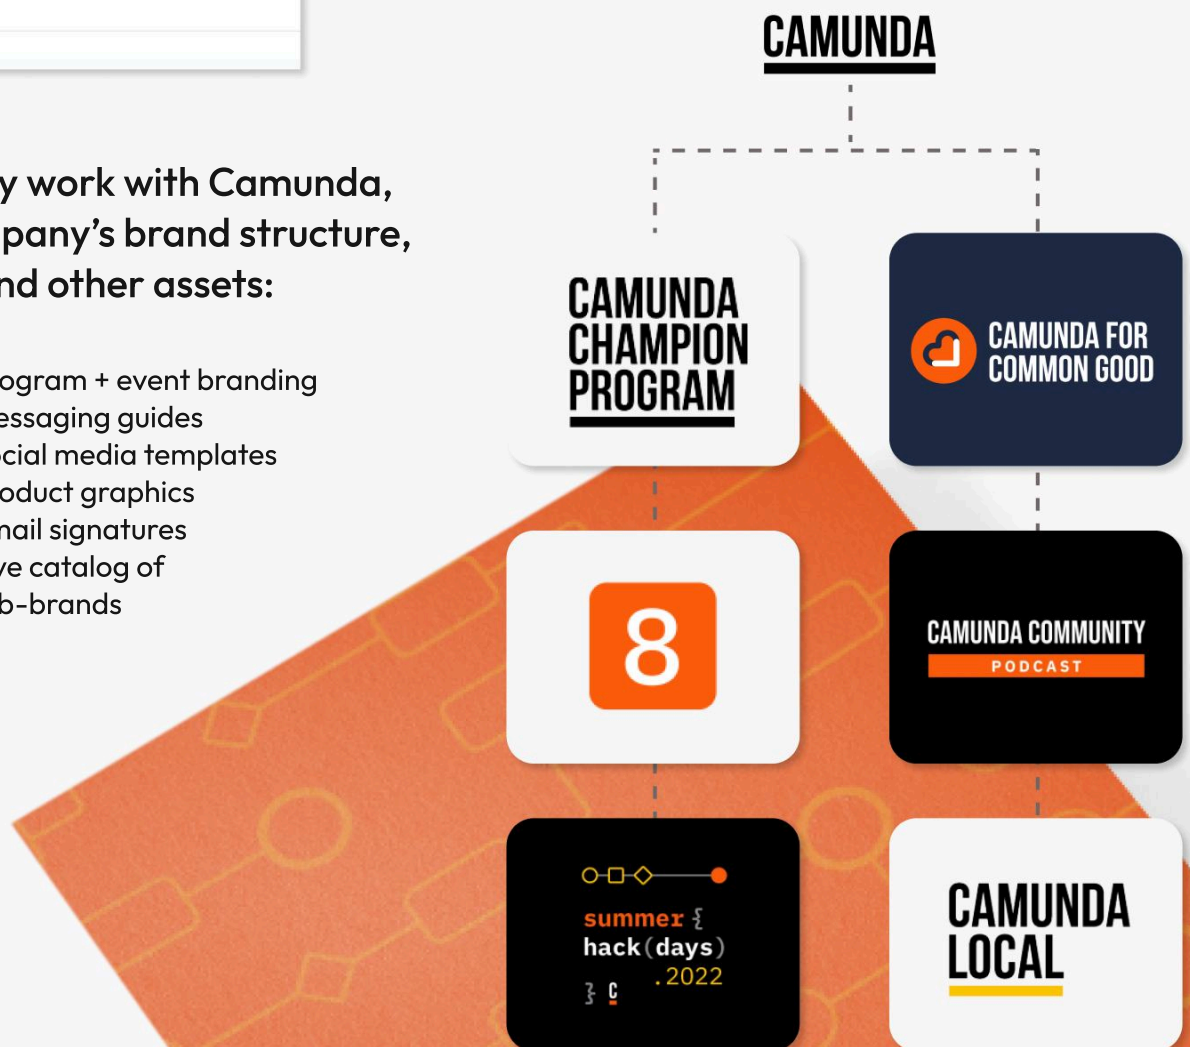 CAMUNDA
y work with Camunda,
pany's brand structure,
nd other assets:
ogram + event branding
essaging guides
cial media templates
oduct graphics
mail signatures
ve catalog of
b-brands
CAMUNDA
CHAMPION
PROGRAM
CAMUNDA FOR
COMMON GOOD
8
CAMUNDA COMMUNITY
PODCAST
summer {
hack(days)
.2022
} C
CAMUNDA
LOCAL